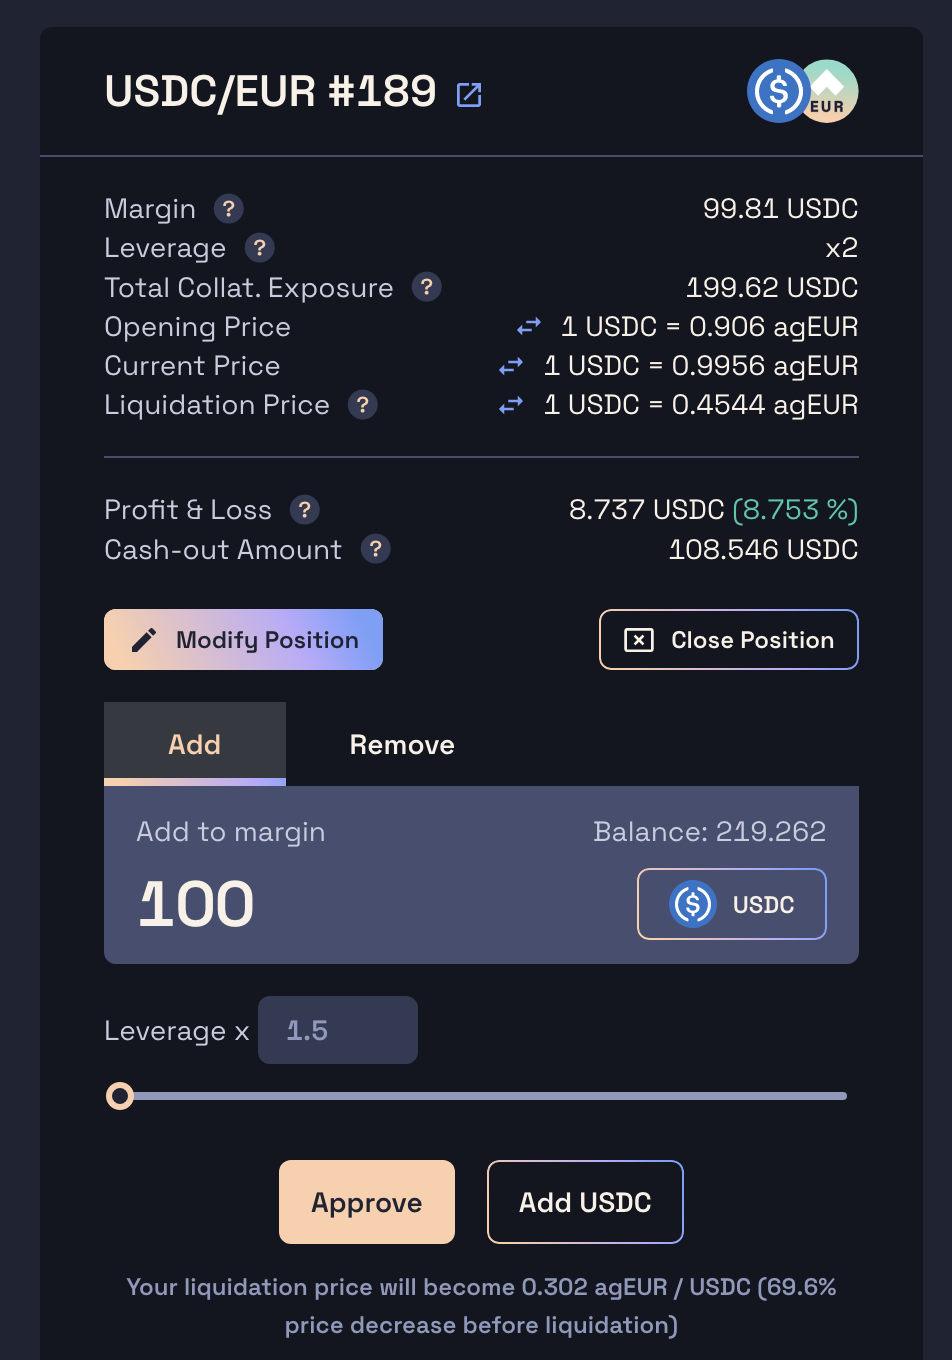 USDC/EUR #189
$ EUR
Margin ? 99.81 USDC
Leverage ? x2
Total Collat. Exposure ? 199.62 USDC
Opening Price 1 USDC = 0.906 agEUR
Current Price 1 USDC = 0.9956 agEUR
Liquidation Price ? 1 USDC = 0.4544 agEUR
Profit & Loss ? 8.737 USDC (8.753 %)
Cash-out Amount ? 108.546 USDC
Modify Position Close Position
Add Remove
Add to margin Balance: 219.262
100 $ USDC
Leverage x 1.5
Approve Add USDC
Your liquidation price will become 0.302 agEUR / USDC (69.6%
price decrease before liquidation)